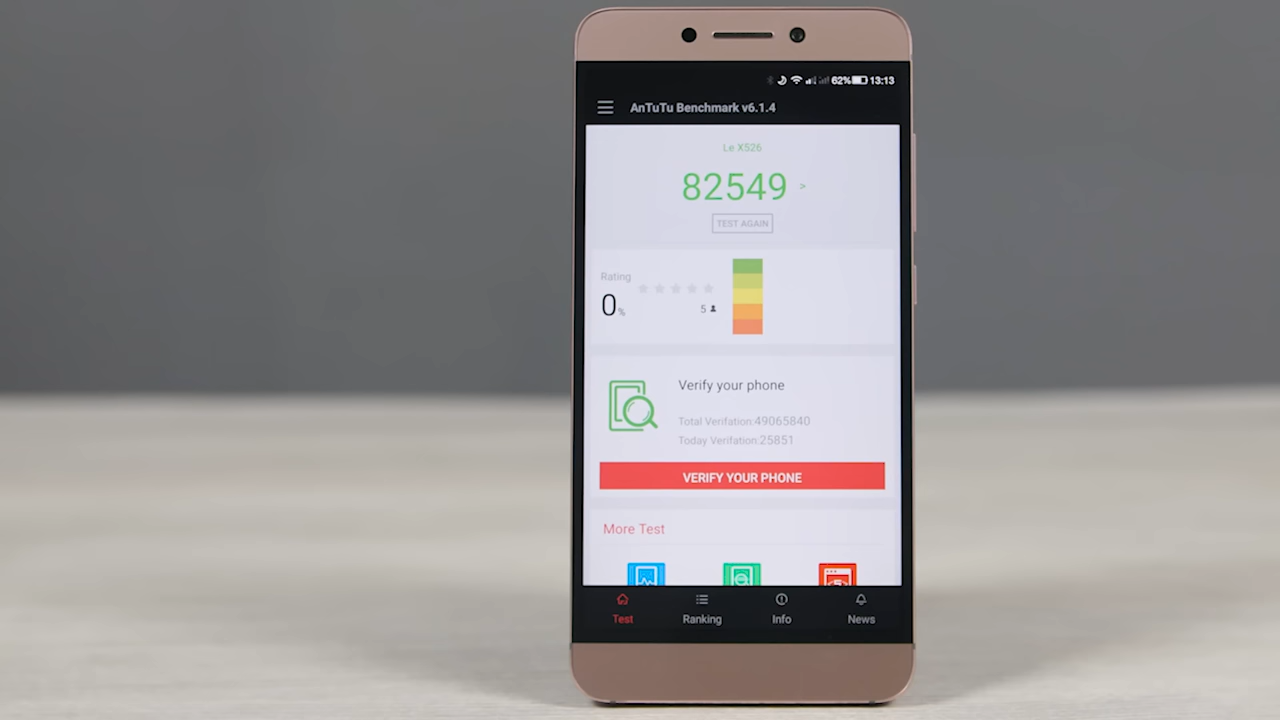 62% 13:13
AnTuTu Benchmark v6.1.4
Le X526
82549 >
TEST AGAIN
Rating
0%
5
Verify your phone
Total Verifation:49065840
Today Verifation:25851
VERIFY YOUR PHONE
More Test
Test Ranking Info News